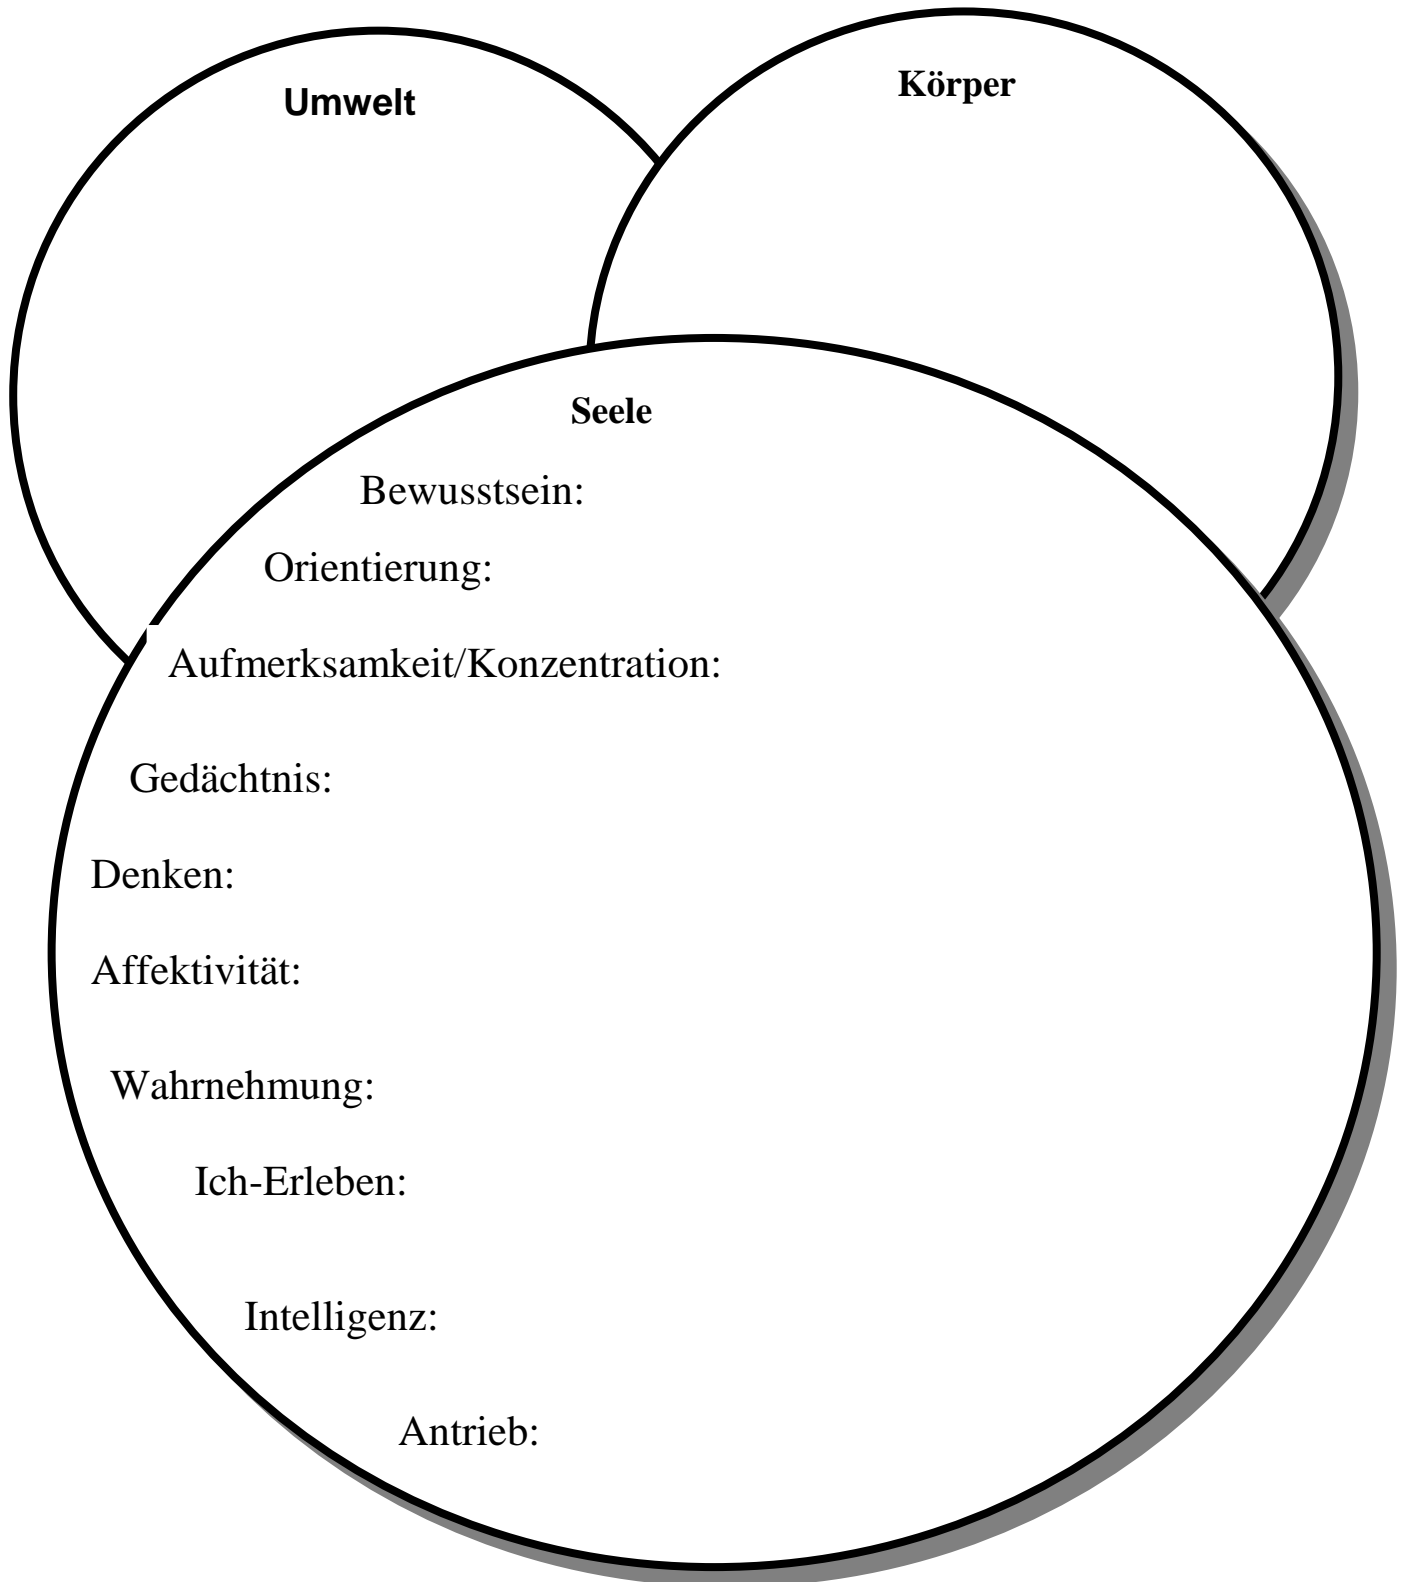 Umwelt
Körper
Seele
Bewusstsein:
Orientierung:
Aufmerksamkeit/Konzentration:
Gedächtnis:
Denken:
Affektivität:
Wahrnehmung:
Ich-Erleben:
Intelligenz:
Antrieb: